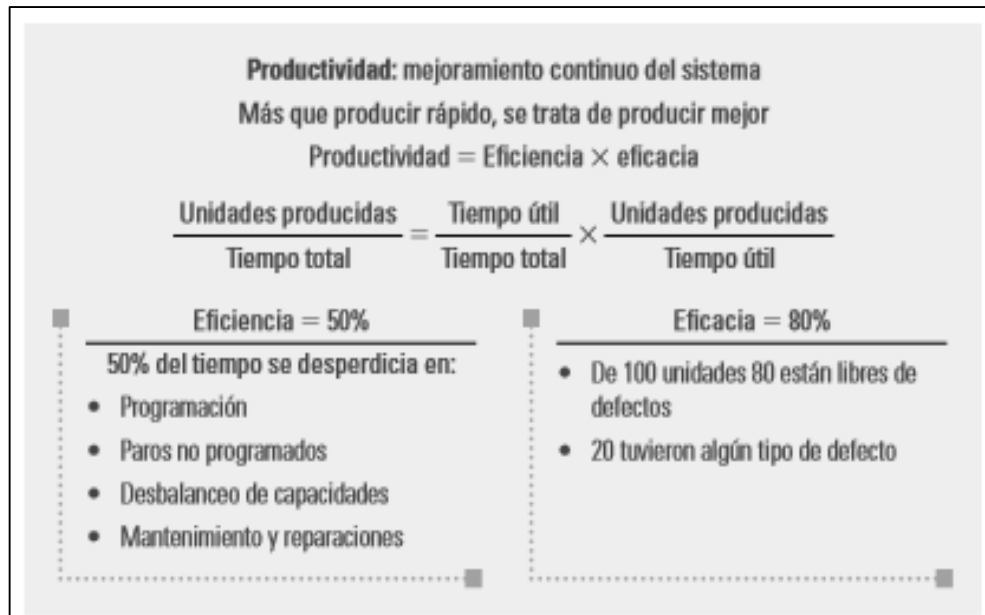 Productividad: mejoramiento continuo del sistema
Más que producir rápido, se trata de producir mejor
Productividad = Eficiencia × eficacia
Unidades producidas / Tiempo total = Tiempo útil / Tiempo total × Unidades producidas / Tiempo útil
Eficiencia = 50%
50% del tiempo se desperdicia en:
• Programación
• Paros no programados
• Desbalanceo de capacidades
• Mantenimiento y reparaciones
Eficacia = 80%
• De 100 unidades 80 están libres de
defectos
• 20 tuvieron algún tipo de defecto